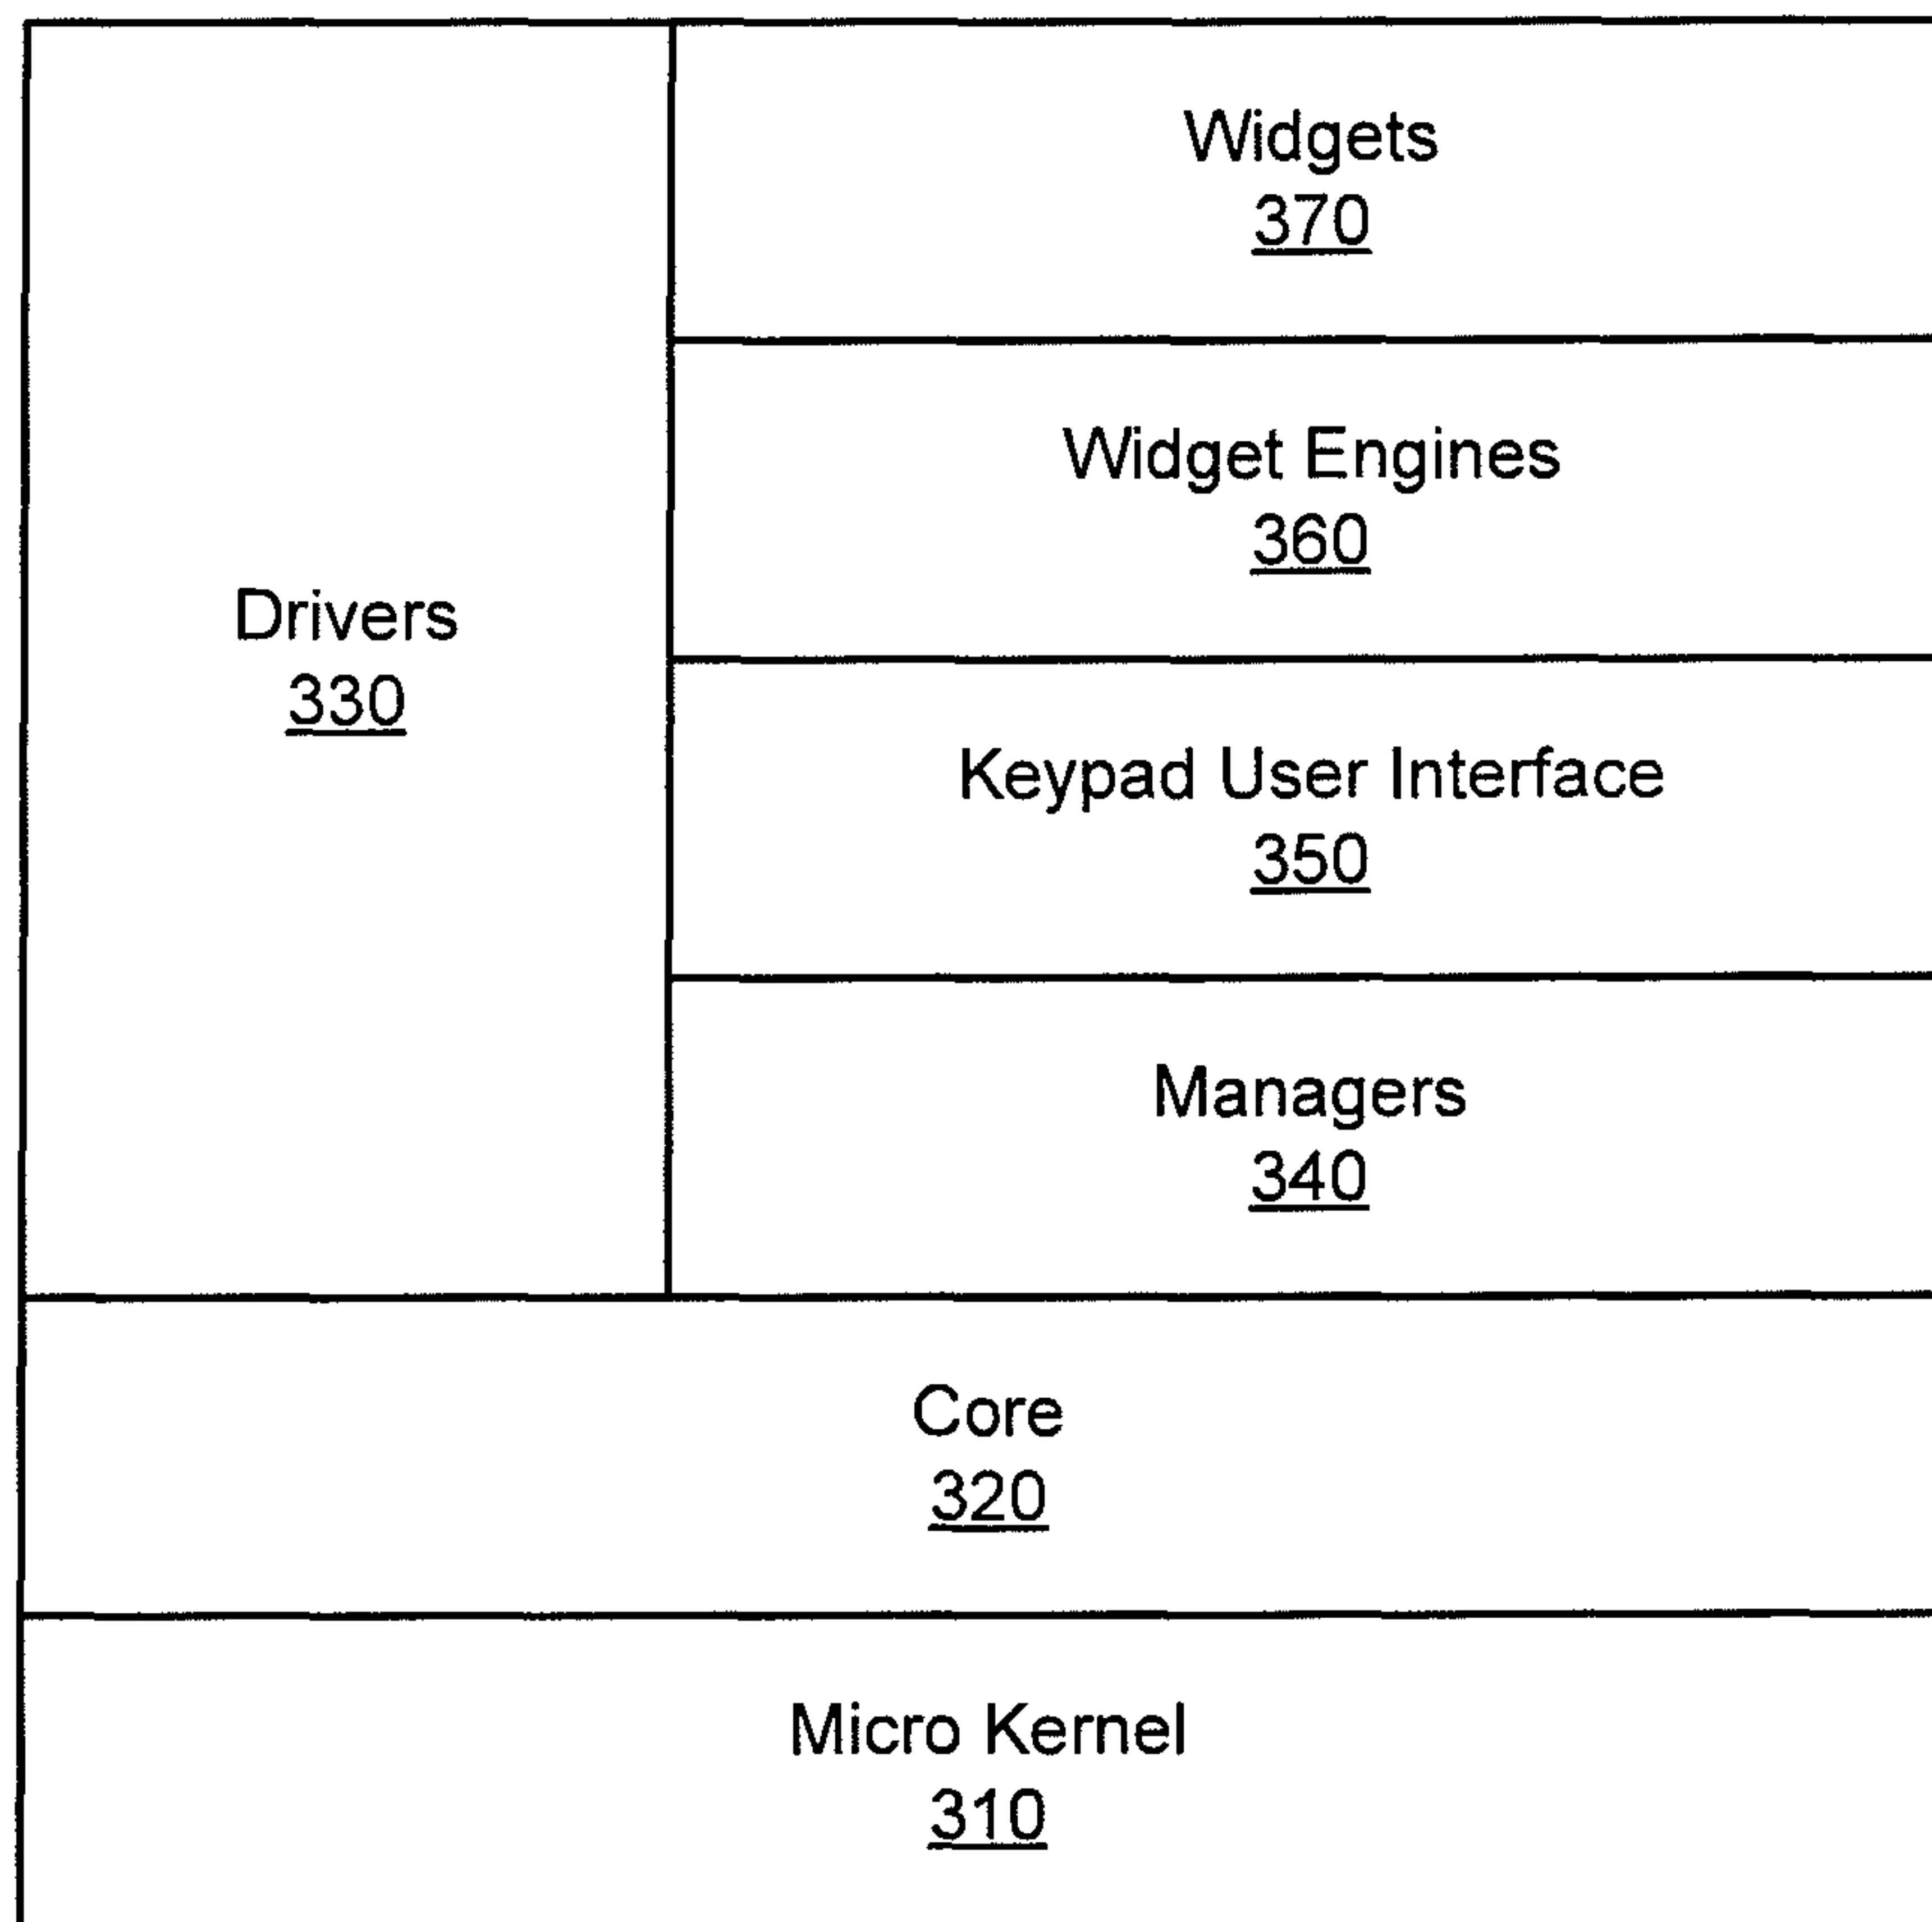 Widgets
370
Widget Engines
360
Drivers
330
Keypad User Interface
350
Managers
340
Core
320
Micro Kernel
310